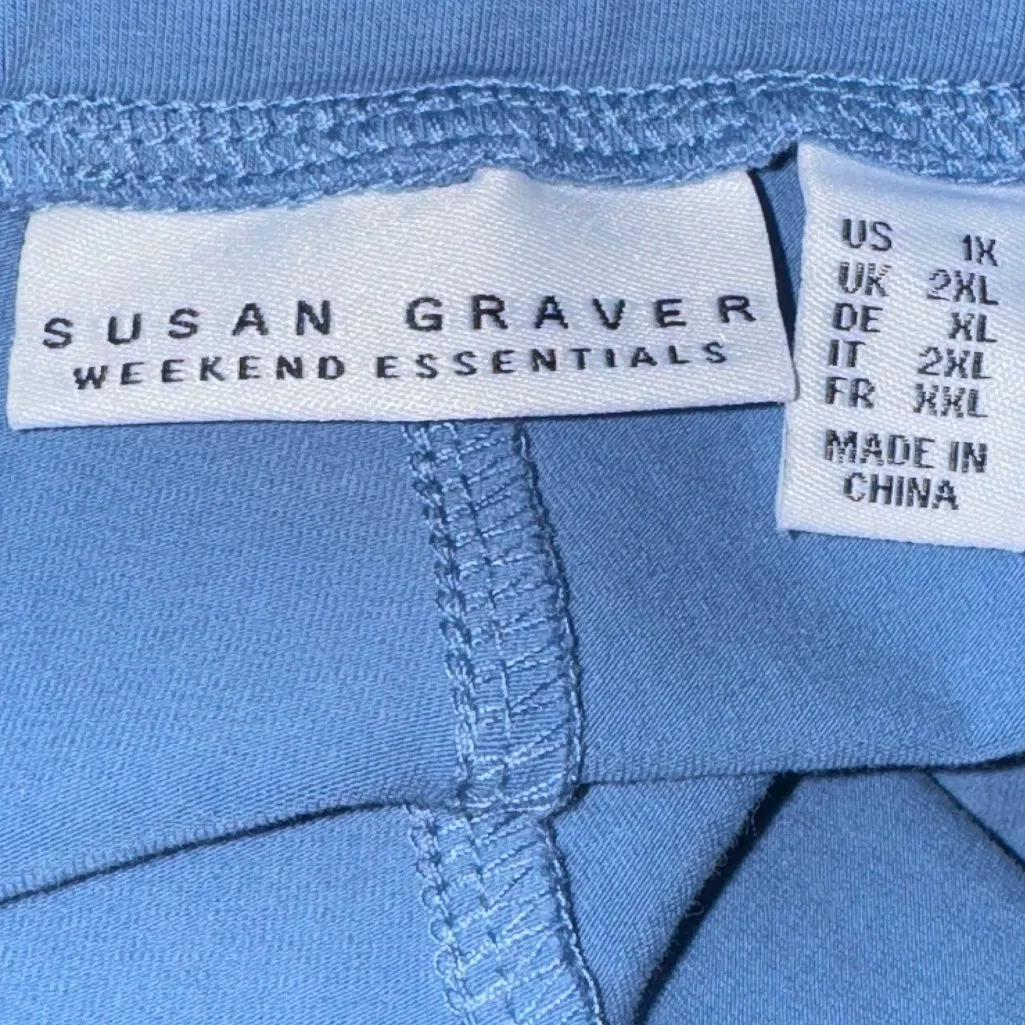 SUSAN GRAVER
WEEKEND ESSENTIALS
US 1X
UK 2XL
DE XL
IT 2XL
FR XXL
MADE IN
CHINA